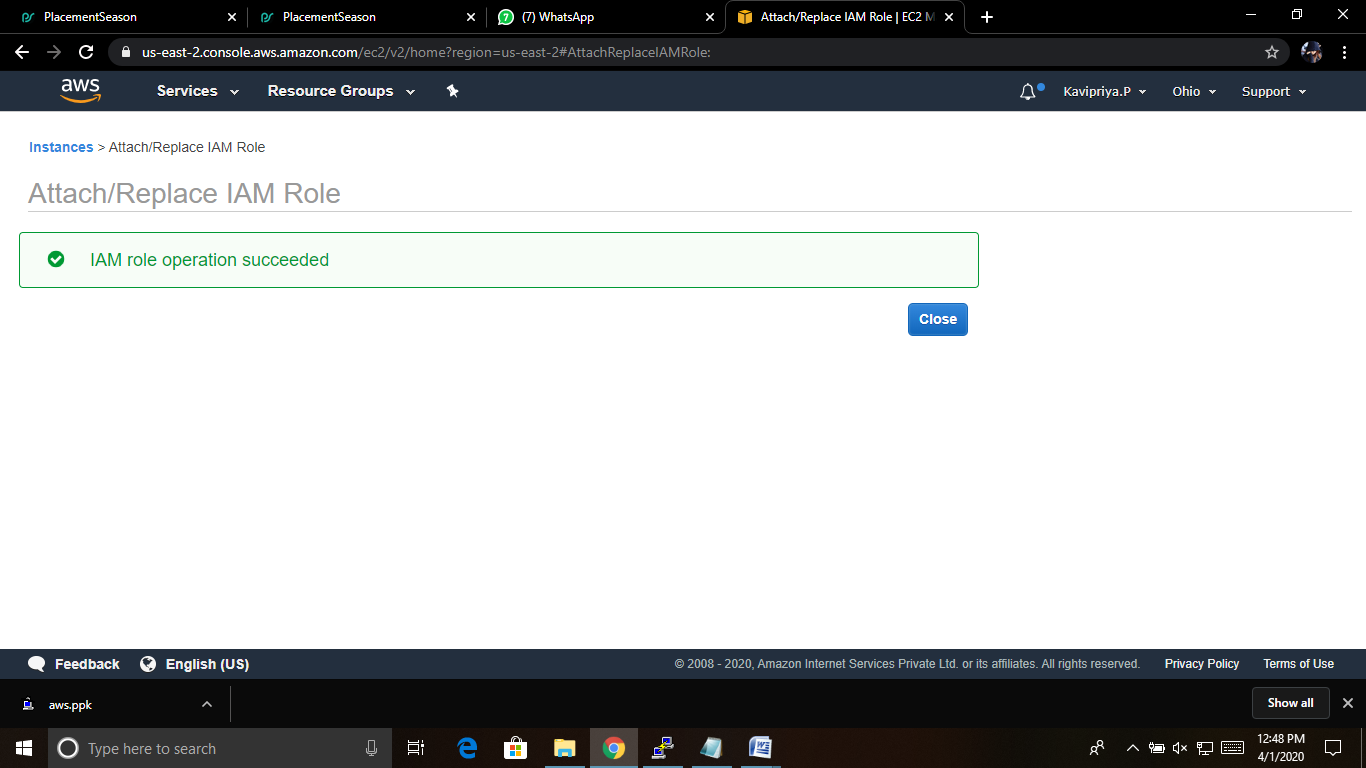 PlacementSeason
PlacementSeason
7 (7) WhatsApp
Attach/Replace IAM Role | EC2 M
us-east-2.console.aws.amazon.com/ec2/v2/home?region=us-east-2#AttachReplaceIAMRole:
aws Services Resource Groups Kavipriya.P Ohio Support
Instances > Attach/Replace IAM Role
Attach/Replace IAM Role
IAM role operation succeeded
Close
Feedback English (US) © 2008 - 2020, Amazon Internet Services Private Ltd. or its affiliates. All rights reserved. Privacy Policy Terms of Use
aws.ppk Show all
Type here to search
12:48 PM
4/1/2020